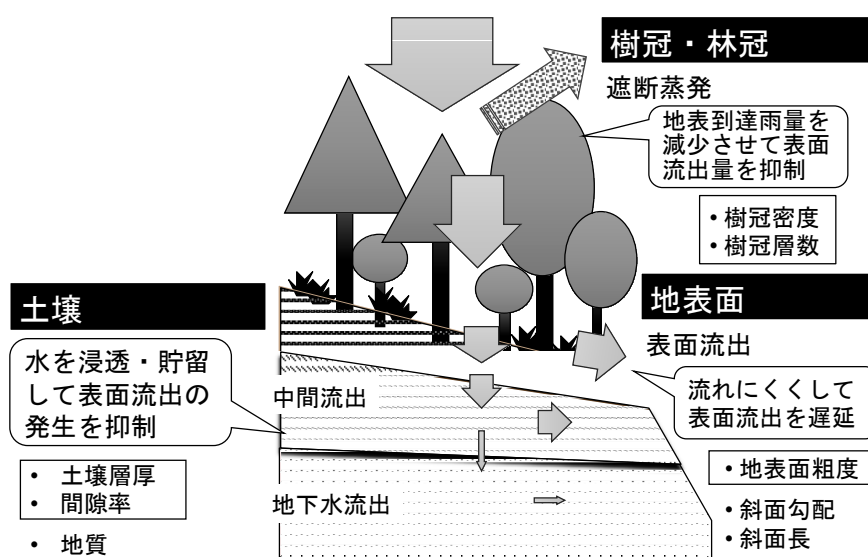 樹冠・林冠
遮断蒸発
地表到達雨量を
減少させて表面
流出量を抑制
・樹冠密度
・樹冠層数
土壌
水を浸透・貯留
して表面流出の
発生を抑制
• 土壌層厚
• 間隙率
• 地質
中間流出
地下水流出
地表面
表面流出
流れにくくして
表面流出を遅延
・地表面粗度
・斜面勾配
・斜面長